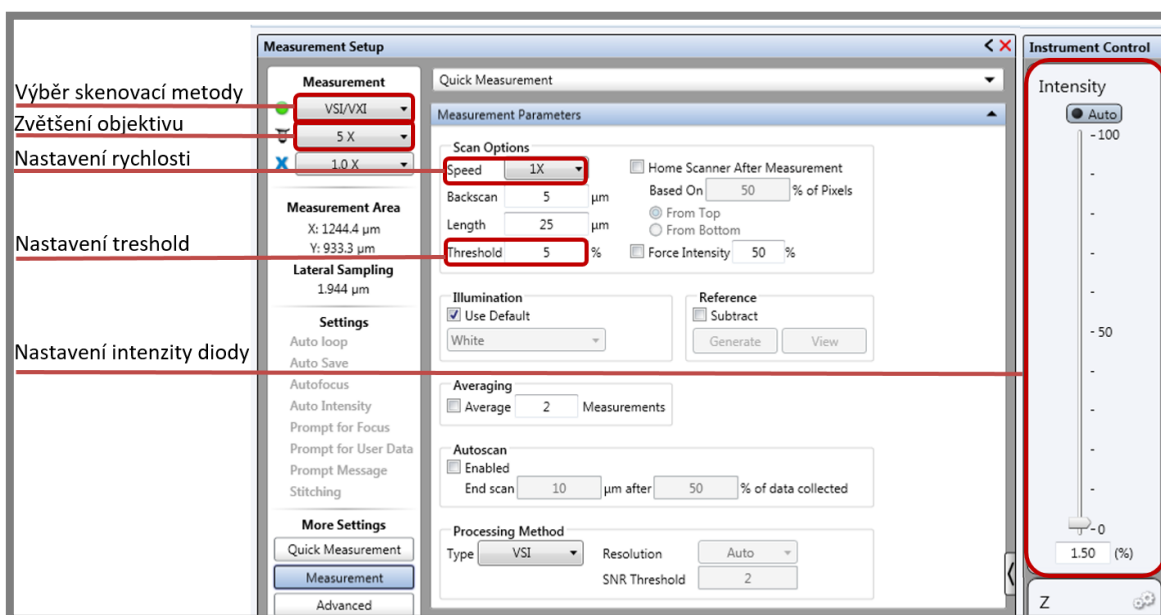 Výběr skenovací metody
Zvětšení objektivu
Nastavení rychlosti
Nastavení treshold
Nastavení intenzity diody
Measurement Setup
Measurement
VSI/VXI
5 X
1.0 X
Measurement Area
X: 1244.4 µm
Y: 933.3 µm
Lateral Sampling
1.944 µm
Settings
Auto loop
Auto Save
Autofocus
Auto Intensity
Prompt for Focus
Prompt for User Data
Prompt Message
Stitching
More Settings
Quick Measurement
Measurement
Advanced
Quick Measurement
Measurement Parameters
Scan Options
Speed 1X
Backscan 5 µm
Length 25 µm
Threshold 5 %
Home Scanner After Measurement
Based On 50 % of Pixels
From Top
From Bottom
Force Intensity 50 %
Illumination
Use Default
White
Reference
Subtract
Generate View
Averaging
Average 2 Measurements
Autoscan
Enabled
End scan 10 µm after 50 % of data collected
Processing Method
Type VSI
Resolution Auto
SNR Threshold 2
Instrument Control
Intensity
Auto
- 100
- 50
- 0
1.50 (%)
Z